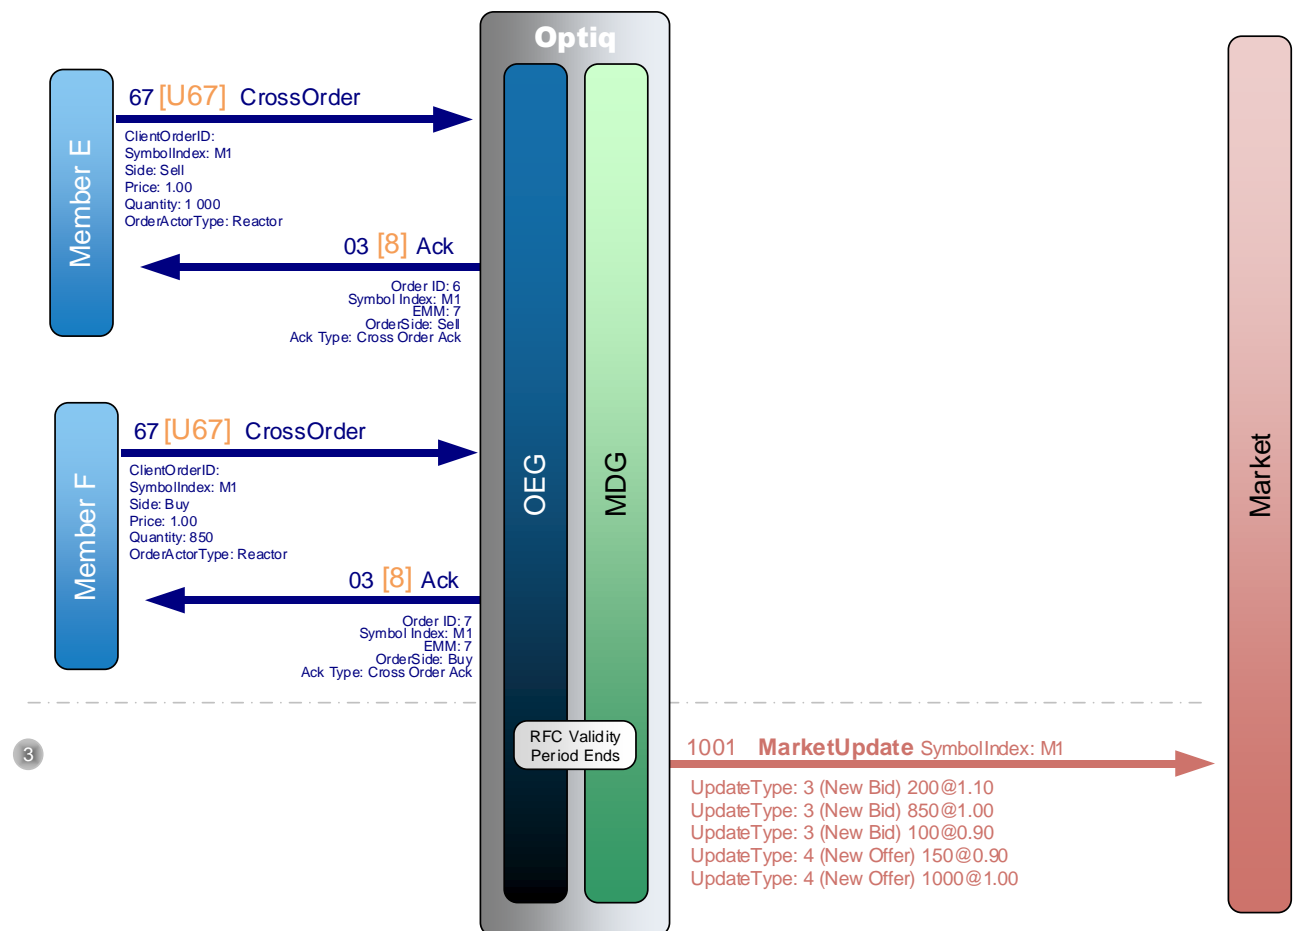 Optiq
Member E
67 [U67] CrossOrder
ClientOrderID:
SymbolIndex: M1
Side: Sell
Price: 1.00
Quantity: 1 000
OrderActorType: Reactor
03 [8] Ack
Order ID: 6
Symbol Index: M1
EMM: 7
OrderSide: Sell
Ack Type: Cross Order Ack
Member F
67 [U67] CrossOrder
ClientOrderID:
SymbolIndex: M1
Side: Buy
Price: 1.00
Quantity: 850
OrderActorType: Reactor
03 [8] Ack
Order ID: 7
Symbol Index: M1
EMM: 7
OrderSide: Buy
Ack Type: Cross Order Ack
OEG
MDG
Market
3
RFC Validity
Period Ends
1001 MarketUpdate SymbolIndex: M1
UpdateType: 3 (New Bid) 200@1.10
UpdateType: 3 (New Bid) 850@1.00
UpdateType: 3 (New Bid) 100@0.90
UpdateType: 4 (New Offer) 150@0.90
UpdateType: 4 (New Offer) 1000@1.00